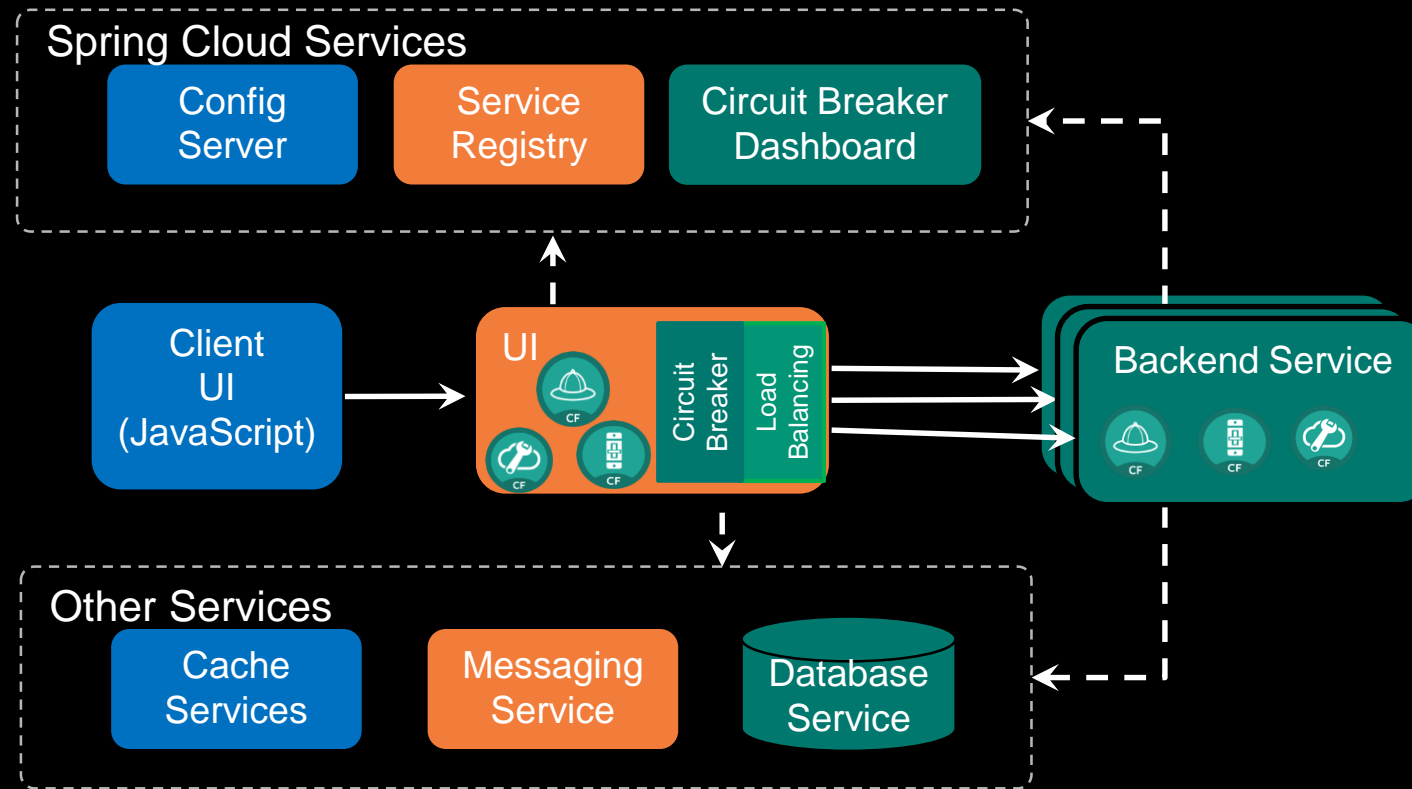 Spring Cloud Services
Config
Server
Service
Registry
Circuit Breaker
Dashboard
Client
UI
(JavaScript)
UI
CF
CF
CF
Circuit
Breaker
Load
Balancing
Backend Service
CF
CF
CF
Other Services
Cache
Services
Messaging
Service
Database
Service